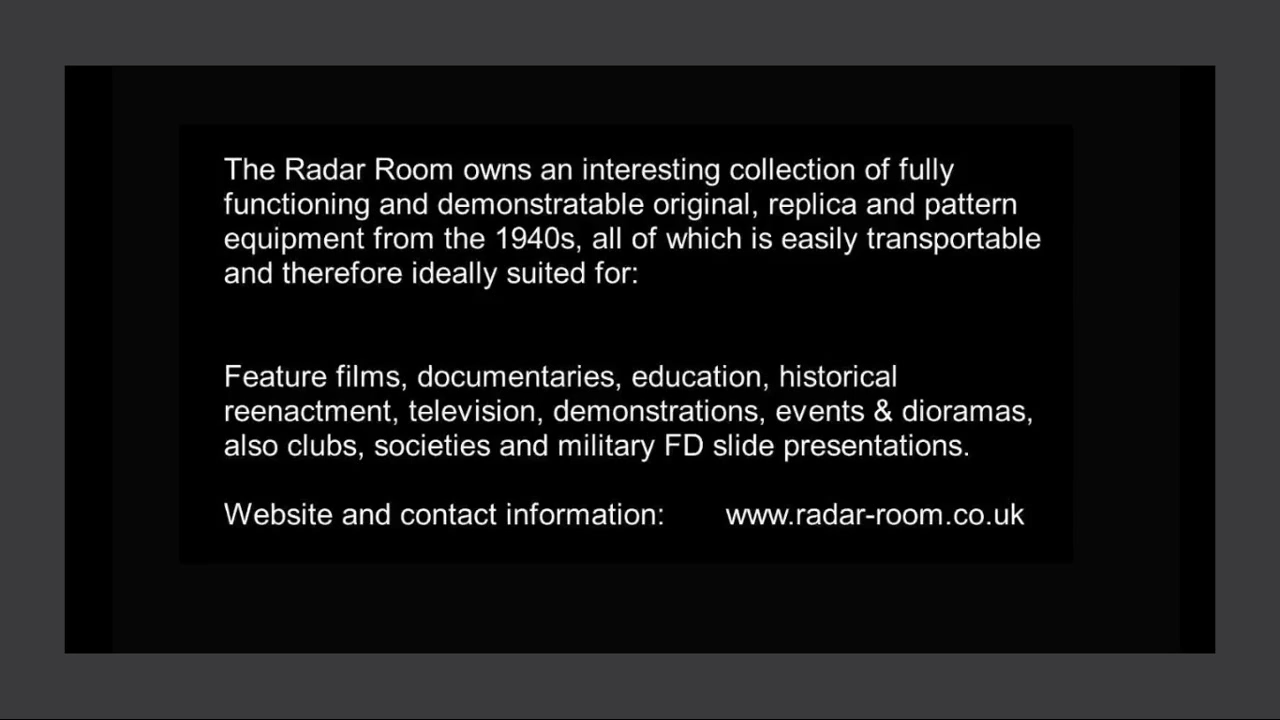 The Radar Room owns an interesting collection of fully
functioning and demonstratable original, replica and pattern
equipment from the 1940s, all of which is easily transportable
and therefore ideally suited for:
Feature films, documentaries, education, historical
reenactment, television, demonstrations, events & dioramas,
also clubs, societies and military FD slide presentations.
Website and contact information: www.radar-room.co.uk